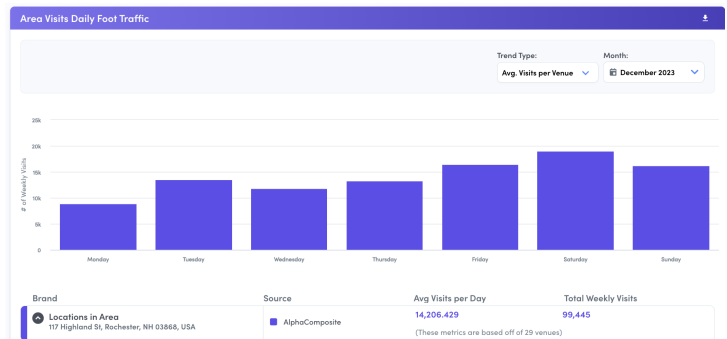 Area Visits Daily Foot Traffic
Trend Type:
Month:
Avg. Visits per Venue
December 2023
25k
20k
15k
10k
5k
0
# of Weekly Visits
Monday
Tuesday
Wednesday
Thursday
Friday
Saturday
Sunday
Brand
Source
Avg Visits per Day
Total Weekly Visits
Locations in Area
117 Highland St, Rochester, NH 03868, USA
AlphaComposite
14,206.429
99,445
(These metrics are based off of 29 venues)